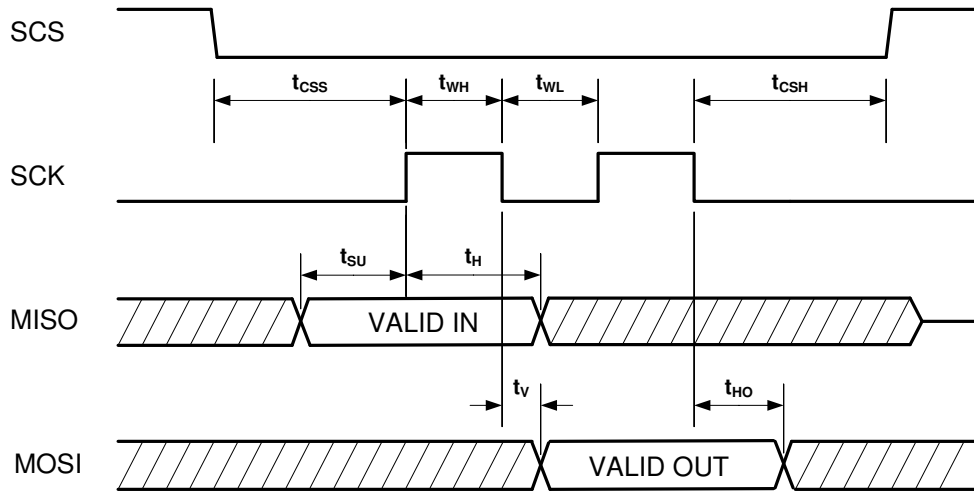 SCS
tCSS tWH tWL tCSH
SCK
tSU tH
MISO VALID IN
tV tHO
MOSI VALID OUT